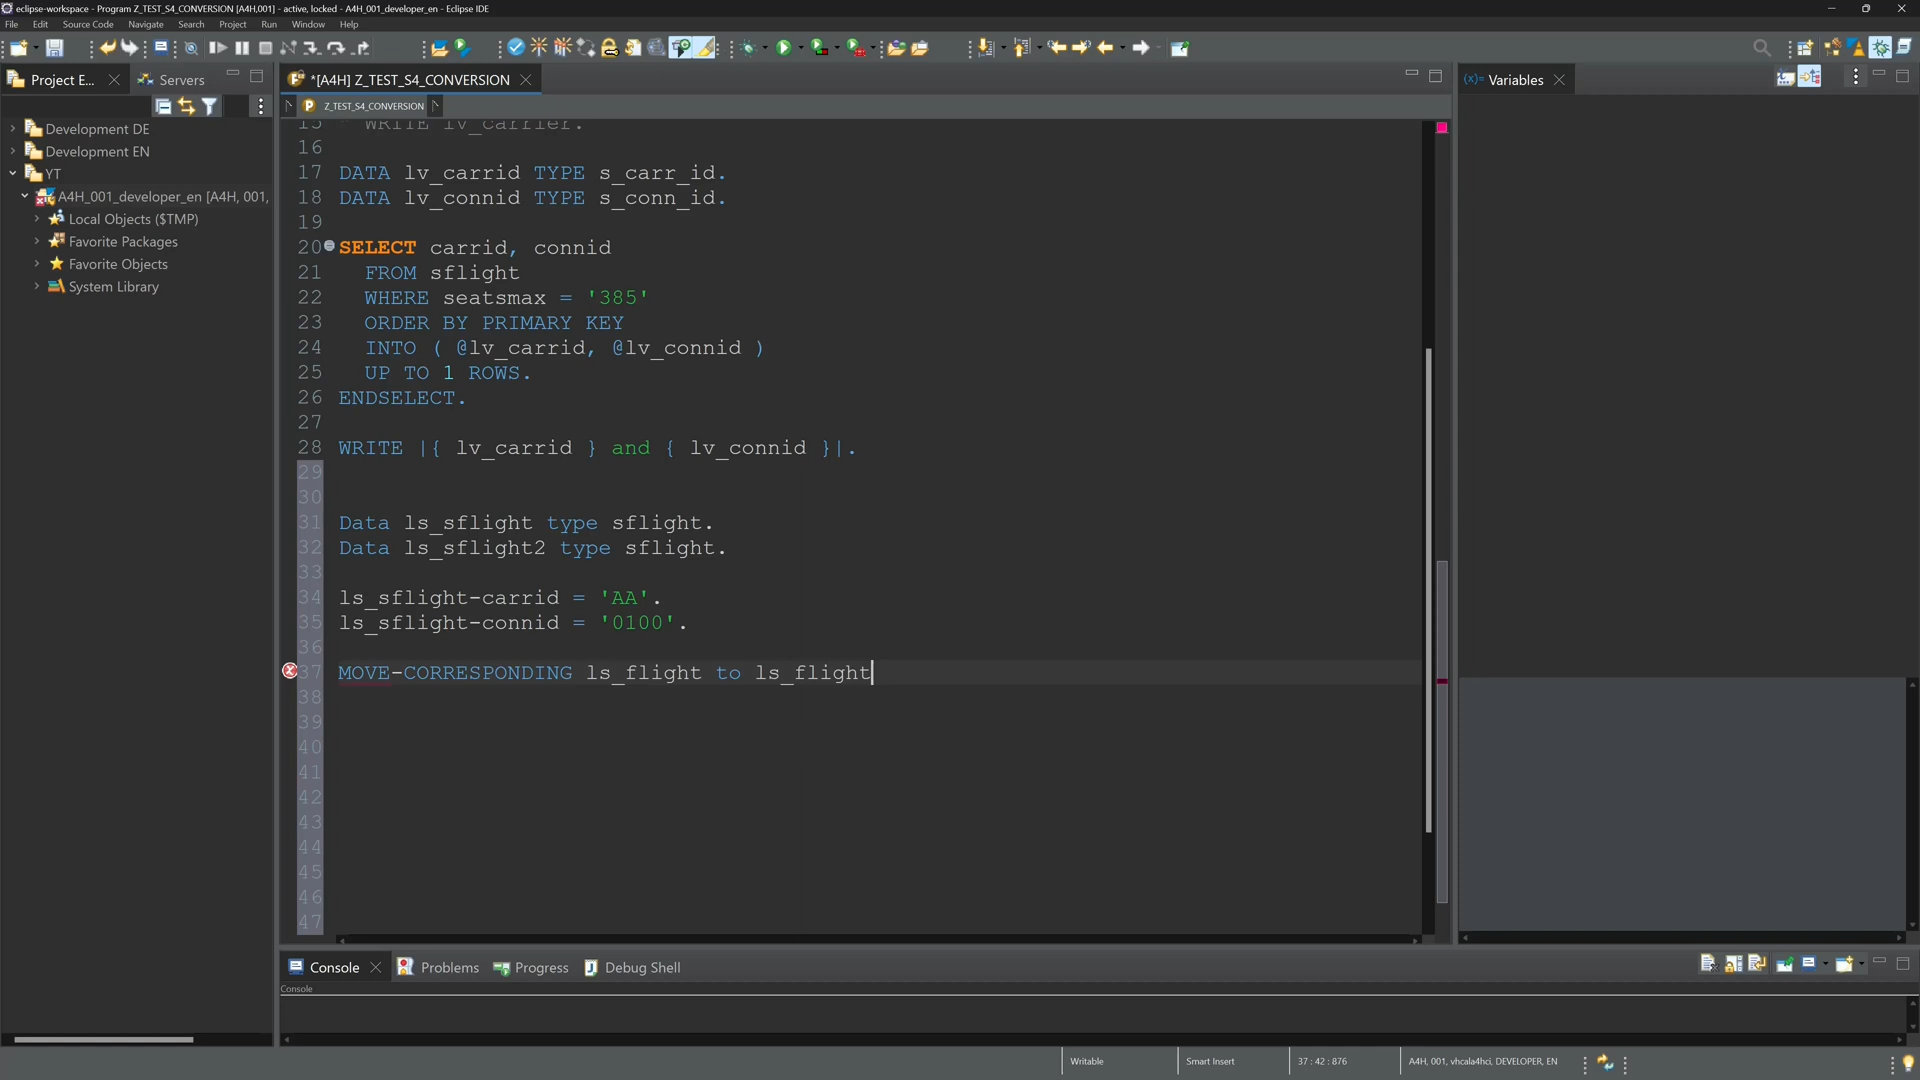 eclipse-workspace - Program Z_TEST_S4_CONVERSION [A4H,001] - active, locked - A4H_001_developer_en - Eclipse IDE
File Edit Source Code Navigate Search Project Run Window Help
Project E... Servers
*[A4H] Z_TEST_S4_CONVERSION
Variables
Z_TEST_S4_CONVERSION
Development DE
Development EN
YT
A4H_001_developer_en [A4H, 001,
Local Objects ($TMP)
Favorite Packages
Favorite Objects
System Library
15 WRITE lv_carrier.
16
17 DATA lv_carrid TYPE s_carr_id.
18 DATA lv_connid TYPE s_conn_id.
19
20 SELECT carrid, connid
21 FROM sflight
22 WHERE seatsmax = '385'
23 ORDER BY PRIMARY KEY
24 INTO ( @lv_carrid, @lv_connid )
25 UP TO 1 ROWS.
26 ENDSELECT.
27
28 WRITE |{ lv_carrid } and { lv_connid }|.
29
30
31 Data ls_sflight type sflight.
32 Data ls_sflight2 type sflight.
33
34 ls_sflight-carrid = 'AA'.
35 ls_sflight-connid = '0100'.
36
37 MOVE-CORRESPONDING ls_flight to ls_flight
38
39
40
41
42
43
44
45
46
47
Console Problems Progress Debug Shell
Console
Writable Smart Insert 37 : 42 : 876 A4H, 001, vhcala4hci, DEVELOPER, EN